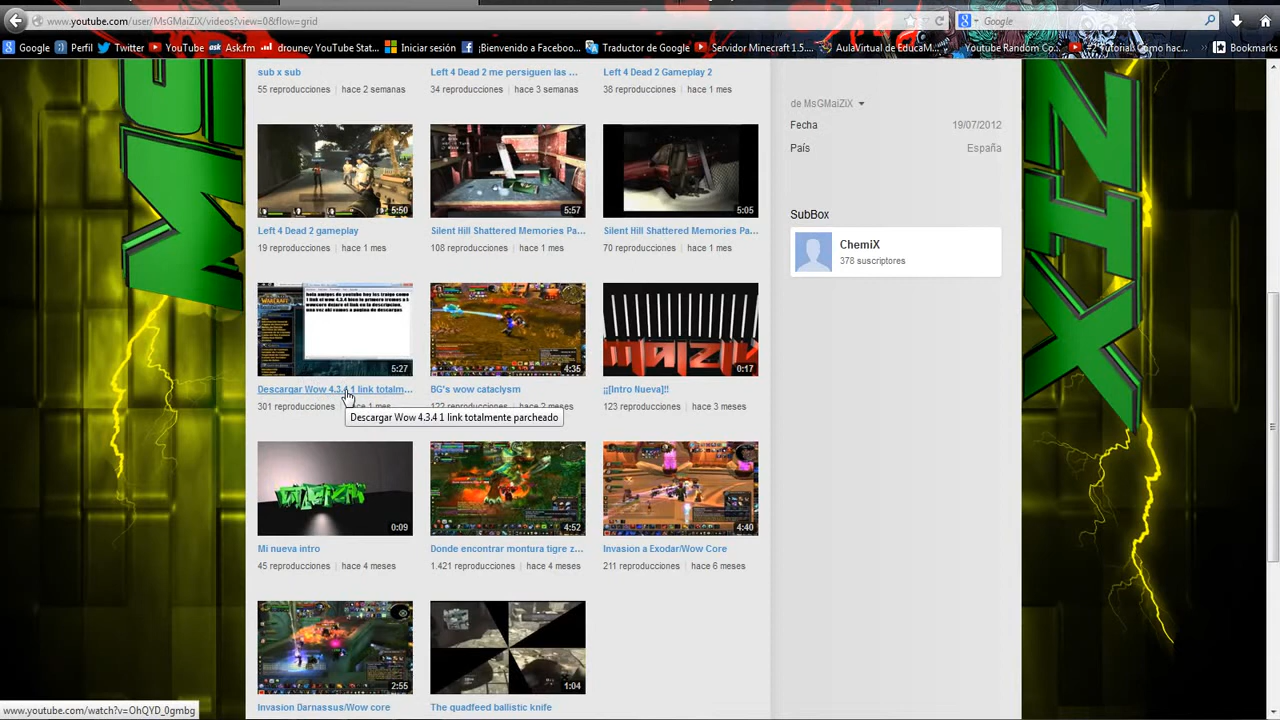 www.youtube.com/user/MsGMaiZiX/videos?view=0&flow=grid
Google
Google
Perfil
Twitter
YouTube
Ask.fm
drouney YouTube Stat...
Iniciar sesión
¡Bienvenido a Faceboo...
Traductor de Google
Servidor Minecraft 1.5....
AulaVirtual de EducaM...
Youtube Random Co...
Bookmarks
sub x sub
Left 4 Dead 2 me persiguen las ...
Left 4 Dead 2 Gameplay 2
55 reproducciones | hace 2 semanas
34 reproducciones | hace 3 semanas
38 reproducciones | hace 1 mes
de MsGMaiZiX
Fecha 19/07/2012
País España
5:50
5:57
5:05
Left 4 Dead 2 gameplay
Silent Hill Shattered Memories Pa...
Silent Hill Shattered Memories Pa...
19 reproducciones | hace 1 mes
108 reproducciones | hace 1 mes
70 reproducciones | hace 1 mes
SubBox
ChemiX
378 suscriptores
5:27
4:35
0:17
Descargar Wow 4.3.4 1 link totalm...
BG's wow cataclysm
¡¡[Intro Nueva]!!
301 reproducciones | hace 1 mes
122 reproducciones | hace 2 meses
123 reproducciones | hace 3 meses
Descargar Wow 4.3.4 1 link totalmente parcheado
0:09
4:52
4:40
Mi nueva intro
Donde encontrar montura tigre z...
Invasion a Exodar/Wow Core
45 reproducciones | hace 4 meses
1.421 reproducciones | hace 4 meses
211 reproducciones | hace 6 meses
2:55
1:04
Invasion Darnassus/Wow core
The quadfeed ballistic knife
www.youtube.com/watch?v=OhQYD_0gmbg